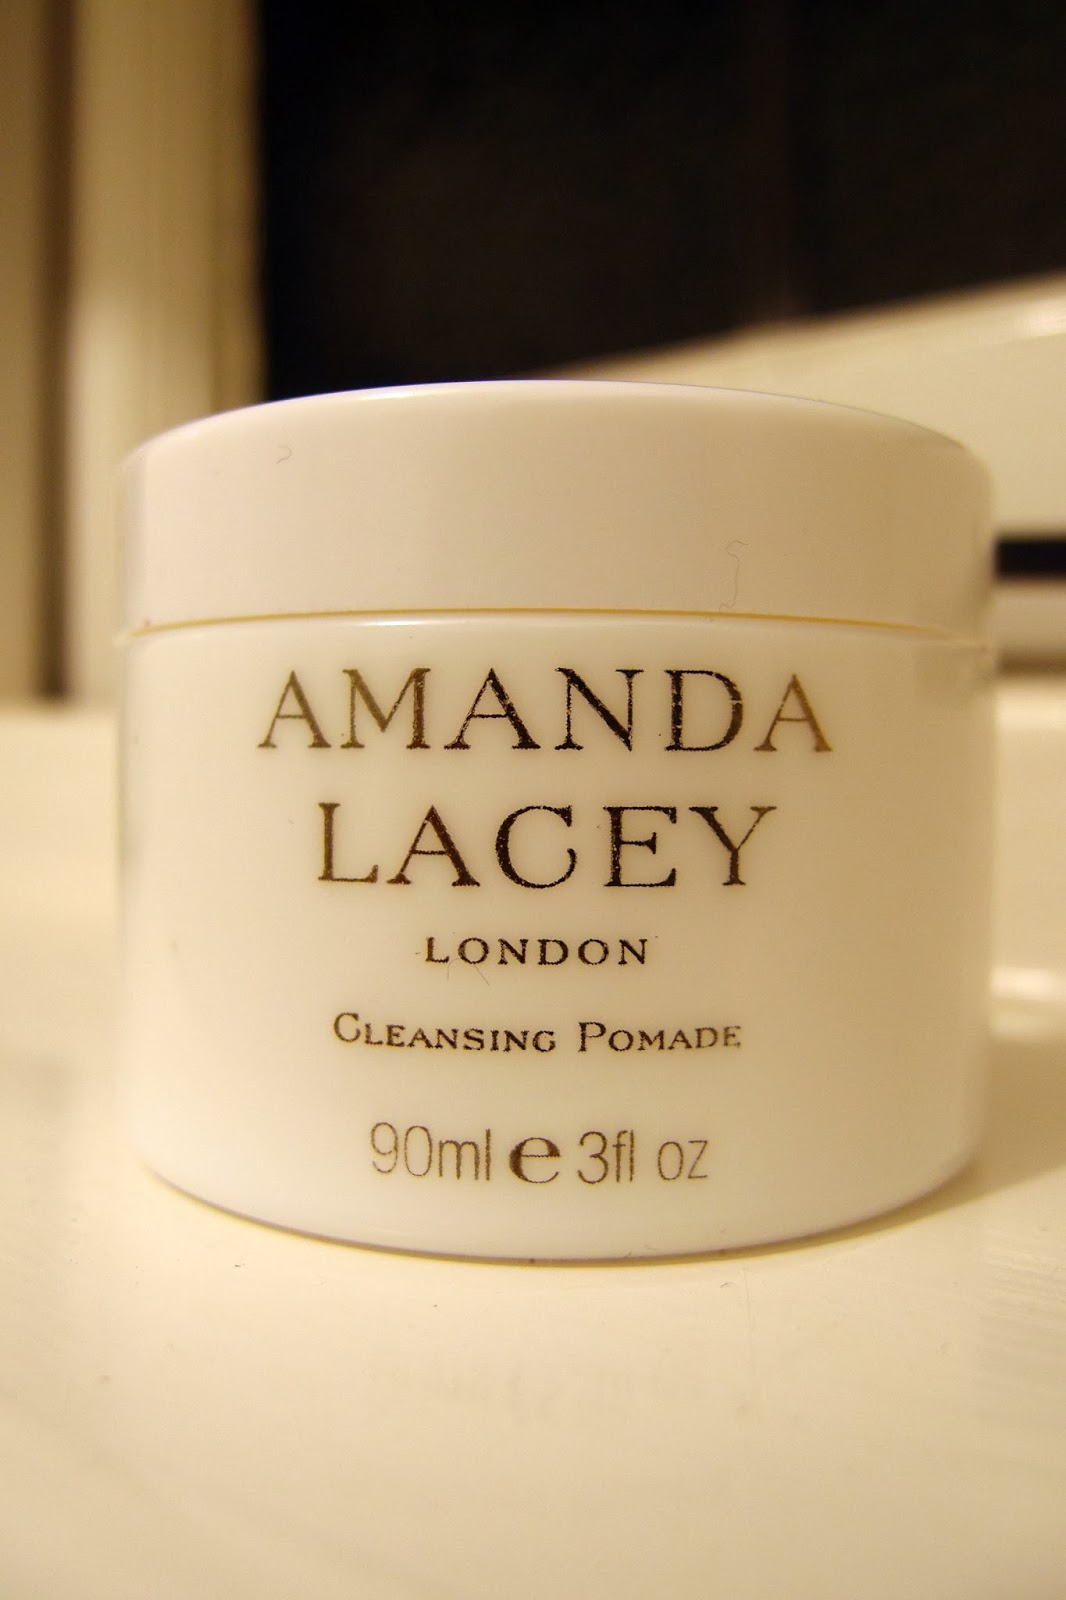 AMANDA
LACEY
LONDON
CLEANSING POMADE
90ml e 3fl oz